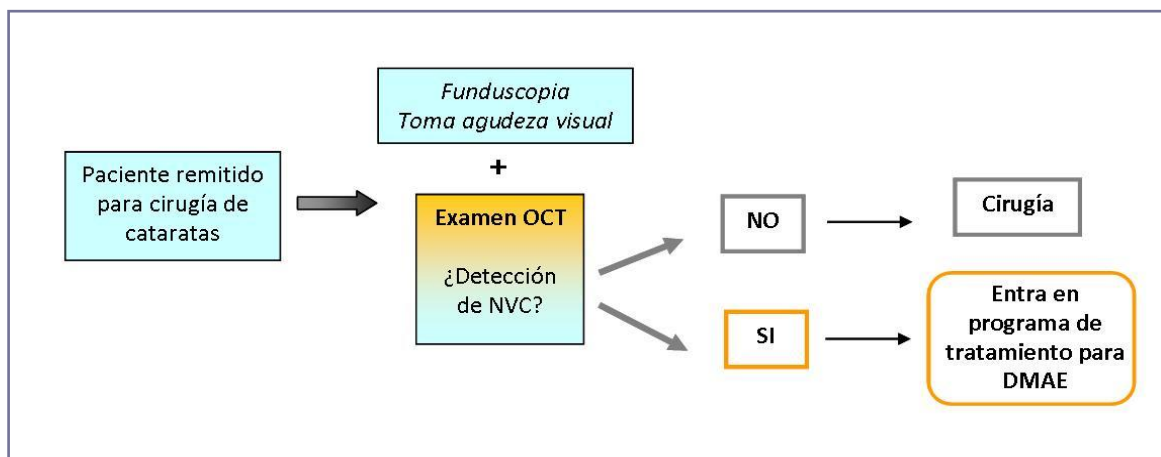 Funduscopia
Toma agudeza visual
+
Paciente remitido
para cirugía de
cataratas
Examen OCT
¿Detección
de NVC?
NO
Cirugía
SI
Entra en
programa de
tratamiento para
DMAE